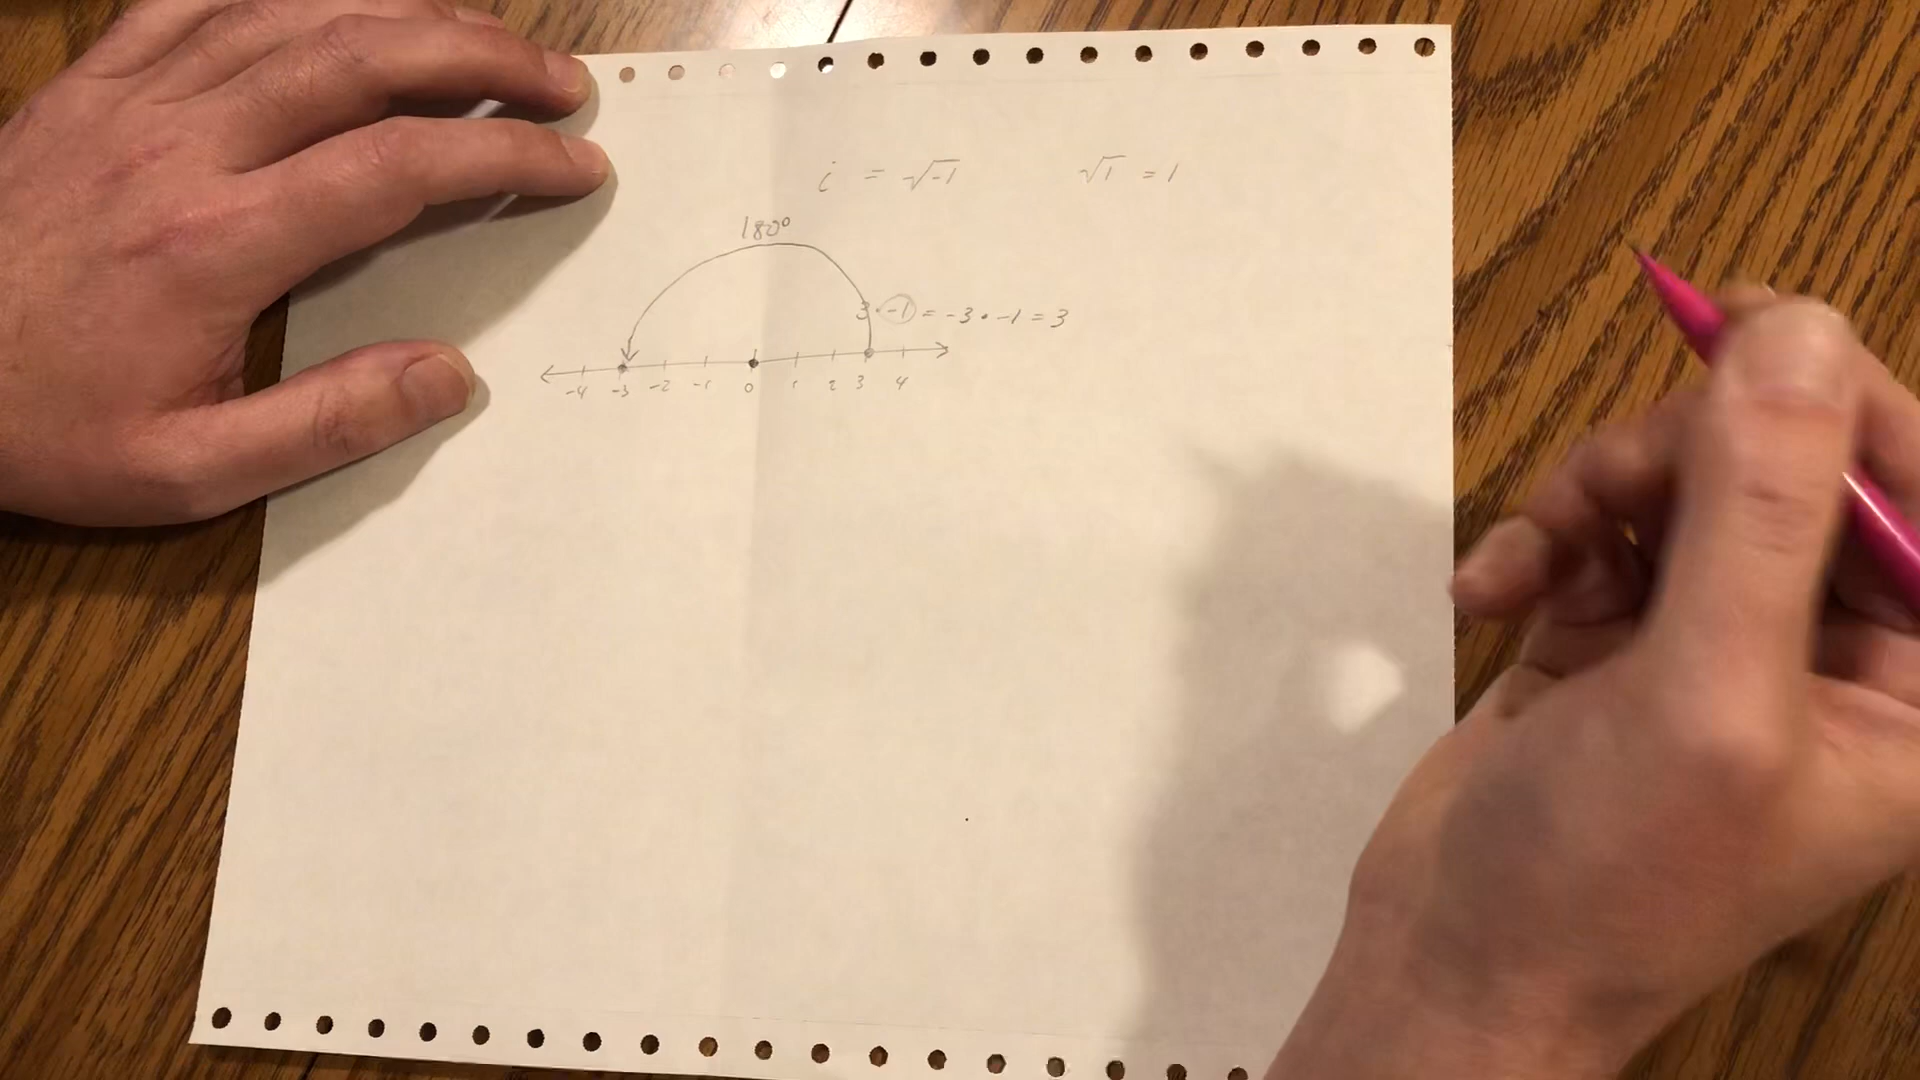 i = √-1 √1 = 1
180°
3 · -1 = -3 · -1 = 3
-4 -3 -2 -1 0 1 2 3 4